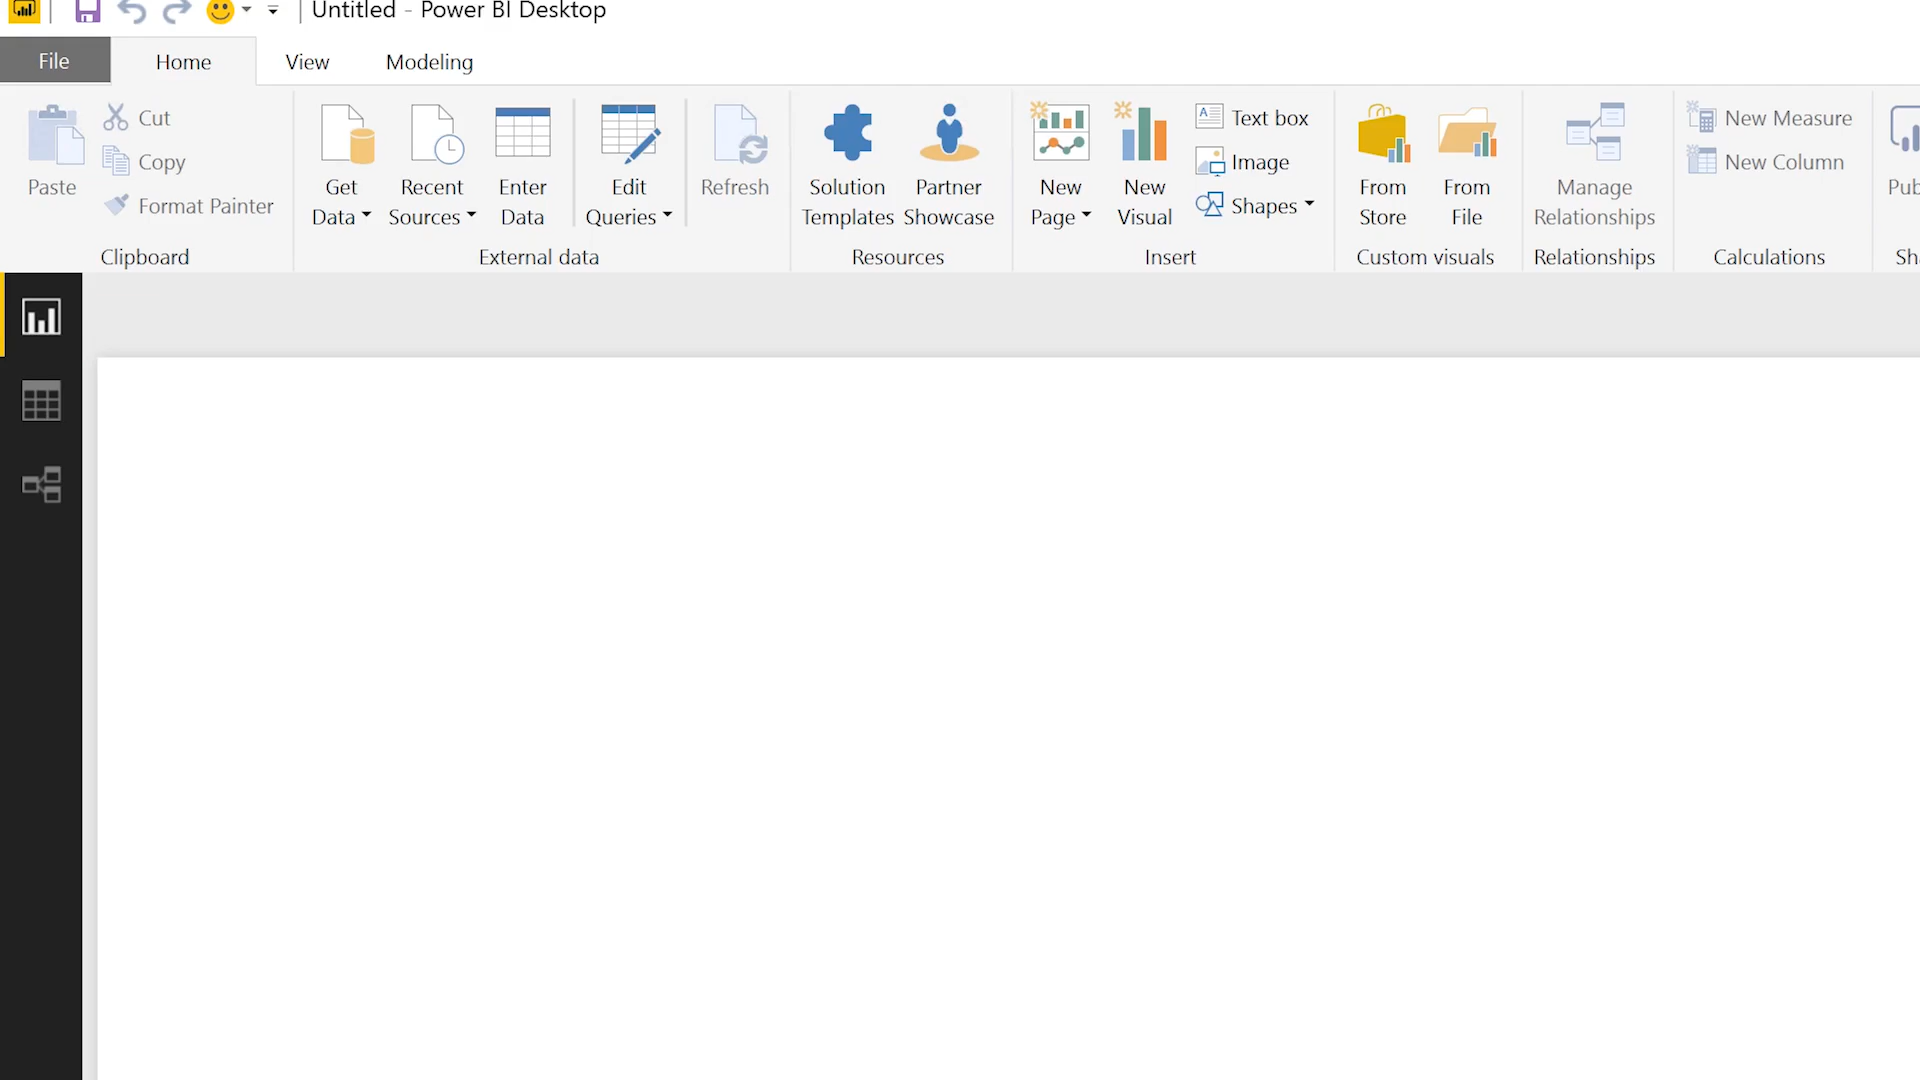 Untitled - Power BI Desktop
File Home View Modeling
Paste
Cut
Copy
Format Painter
Clipboard
Get
Data
Recent
Sources
Enter
Data
Edit
Queries
Refresh
External data
Solution
Templates
Partner
Showcase
Resources
New
Page
New
Visual
Text box
Image
Shapes
Insert
From
Store
From
File
Custom visuals
Manage
Relationships
Relationships
New Measure
New Column
Calculations
Pub
Sha